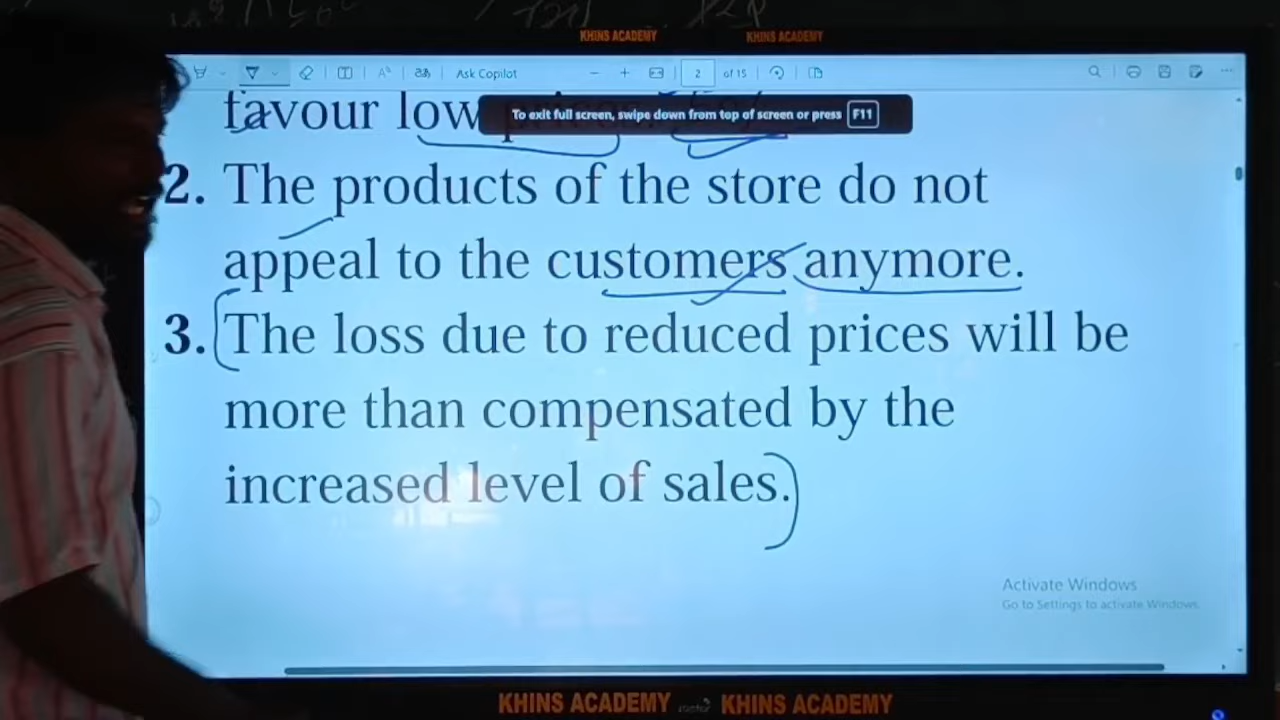 KHINS ACADEMY KHINS ACADEMY
Ask Copilot 2 of 15
favour low
To exit full screen, swipe down from top of screen or press F11
2. The products of the store do not
appeal to the customers anymore.
3. The loss due to reduced prices will be
more than compensated by the
increased level of sales.
Activate Windows
Go to Settings to activate Windows.
KHINS ACADEMY KHINS ACADEMY